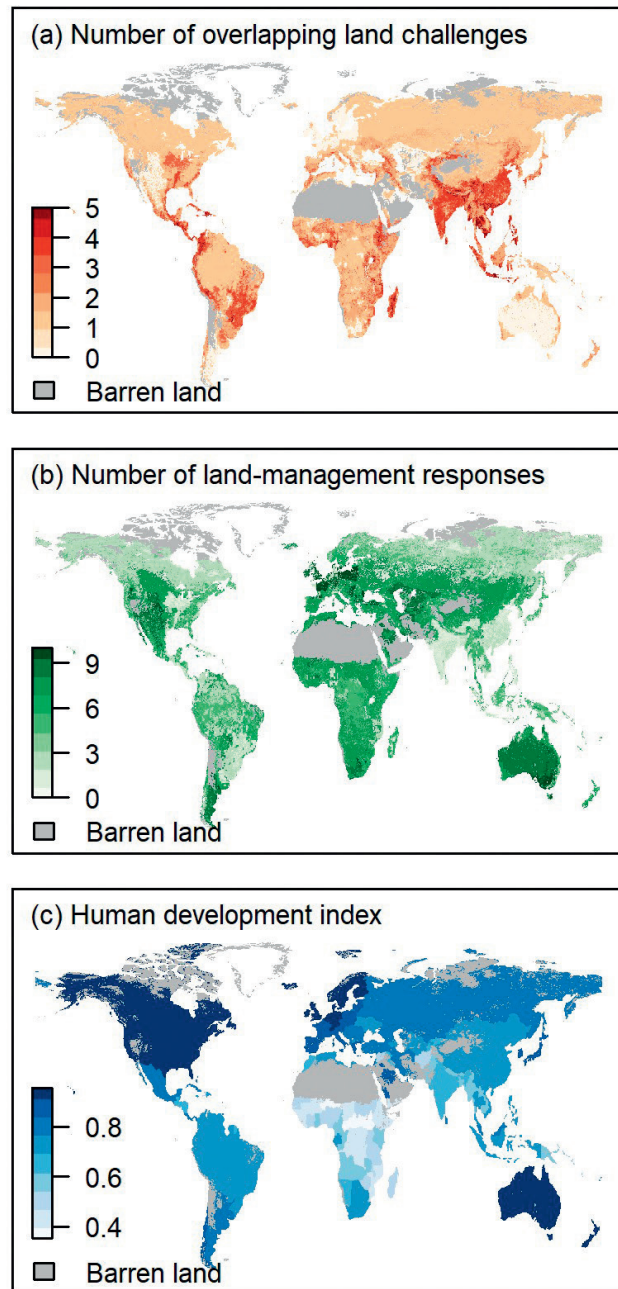 (a) Number of overlapping land challenges
5
4
3
2
1
0
Barren land
(b) Number of land-management responses
9
6
3
0
Barren land
(c) Human development index
0.8
0.6
0.4
Barren land